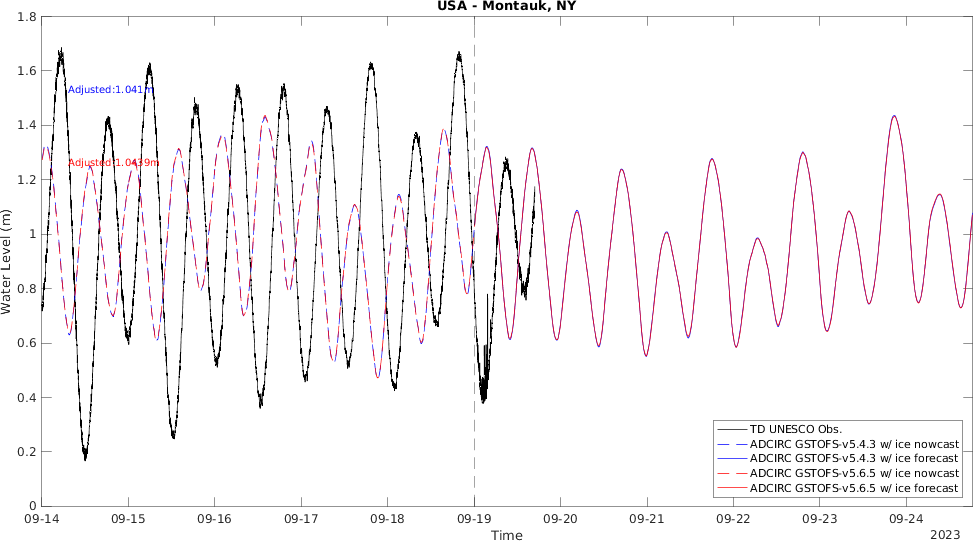 USA - Montauk, NY
1.8
1.6
1.4
1.2
1
0.8
0.6
0.4
0.2
0
Water Level (m)
Adjusted:1.041m
Adjusted:1.0439m
TD UNESCO Obs.
ADCIRC GSTOFS-v5.4.3 w/ ice nowcast
ADCIRC GSTOFS-v5.4.3 w/ ice forecast
ADCIRC GSTOFS-v5.6.5 w/ ice nowcast
ADCIRC GSTOFS-v5.6.5 w/ ice forecast
09-14 09-15 09-16 09-17 09-18 09-19 09-20 09-21 09-22 09-23 09-24
Time
2023